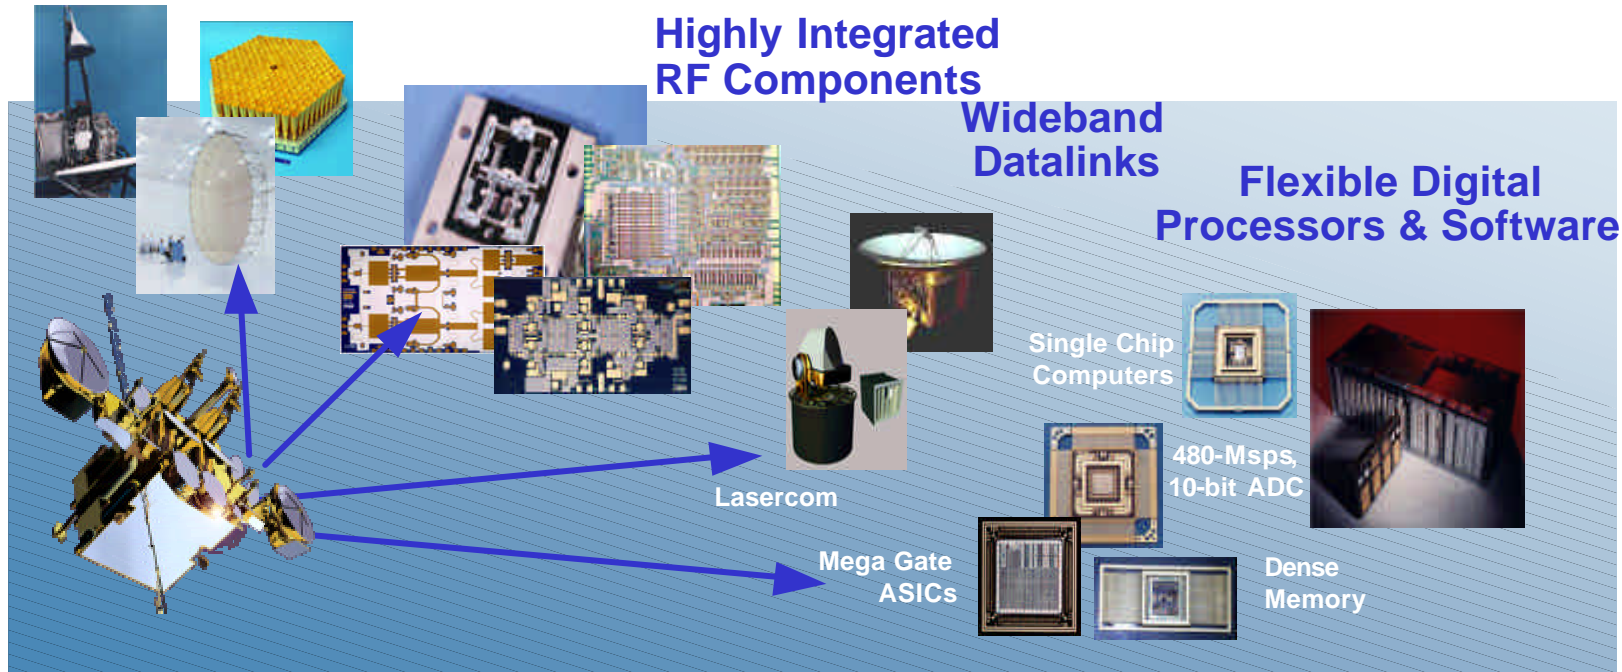 Highly Integrated
RF Components
Wideband
Datalinks
Flexible Digital
Processors & Software
Single Chip
Computers
480-Msps,
10-bit ADC
Lasercom
Mega Gate
ASICs
Dense
Memory